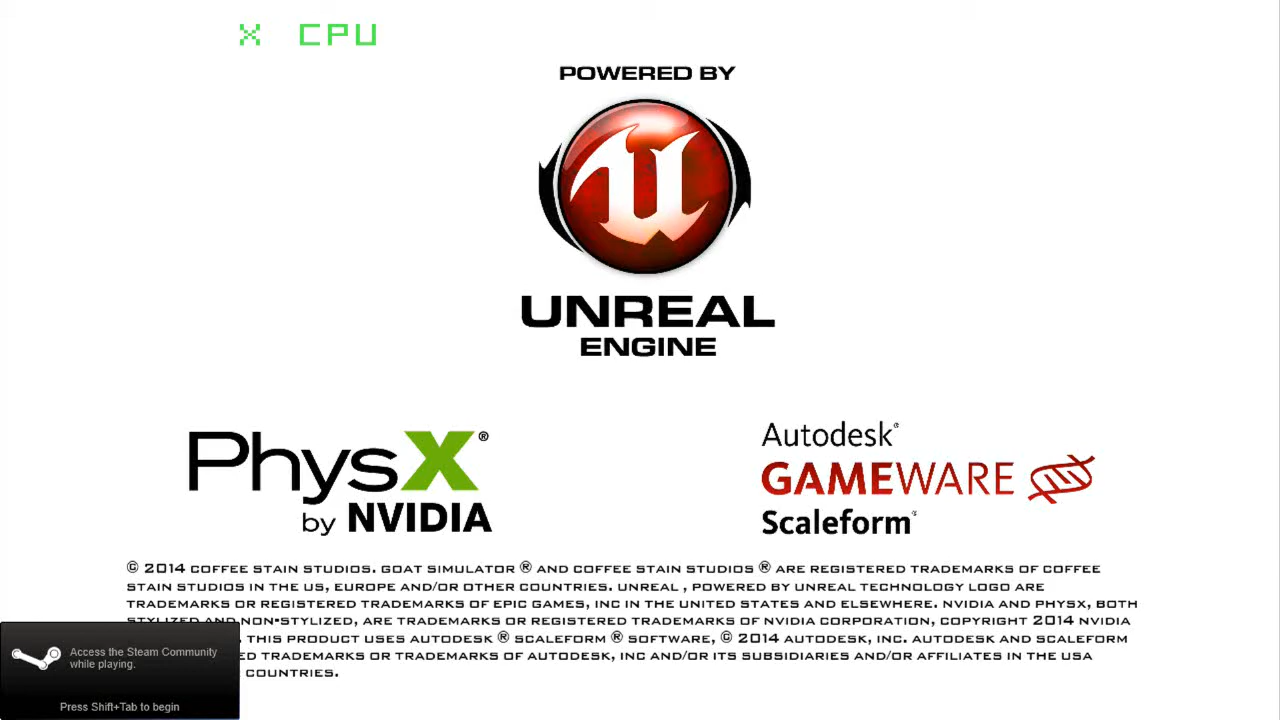 X CPU
POWERED BY
UNREAL
ENGINE
PhysX®
by NVIDIA
Autodesk®
GAMEWARE
Scaleform®
© 2014 COFFEE STAIN STUDIOS. GOAT SIMULATOR ® AND COFFEE STAIN STUDIOS ® ARE REGISTERED TRADEMARKS OF COFFEE
STAIN STUDIOS IN THE US, EUROPE AND/OR OTHER COUNTRIES. UNREAL , POWERED BY UNREAL TECHNOLOGY LOGO ARE
TRADEMARKS OR REGISTERED TRADEMARKS OF EPIC GAMES, INC IN THE UNITED STATES AND ELSEWHERE. NVIDIA AND PHYSX, BOTH
STYLIZED AND NON-STYLIZED, ARE TRADEMARKS OR REGISTERED TRADEMARKS OF NVIDIA CORPORATION, COPYRIGHT 2014 NVIDIA
. THIS PRODUCT USES AUTODESK ® SCALEFORM ® SOFTWARE, © 2014 AUTODESK, INC. AUTODESK AND SCALEFORM
ED TRADEMARKS OR TRADEMARKS OF AUTODESK, INC AND/OR ITS SUBSIDIARIES AND/OR AFFILIATES IN THE USA
COUNTRIES.
Access the Steam Community
while playing.
Press Shift+Tab to begin